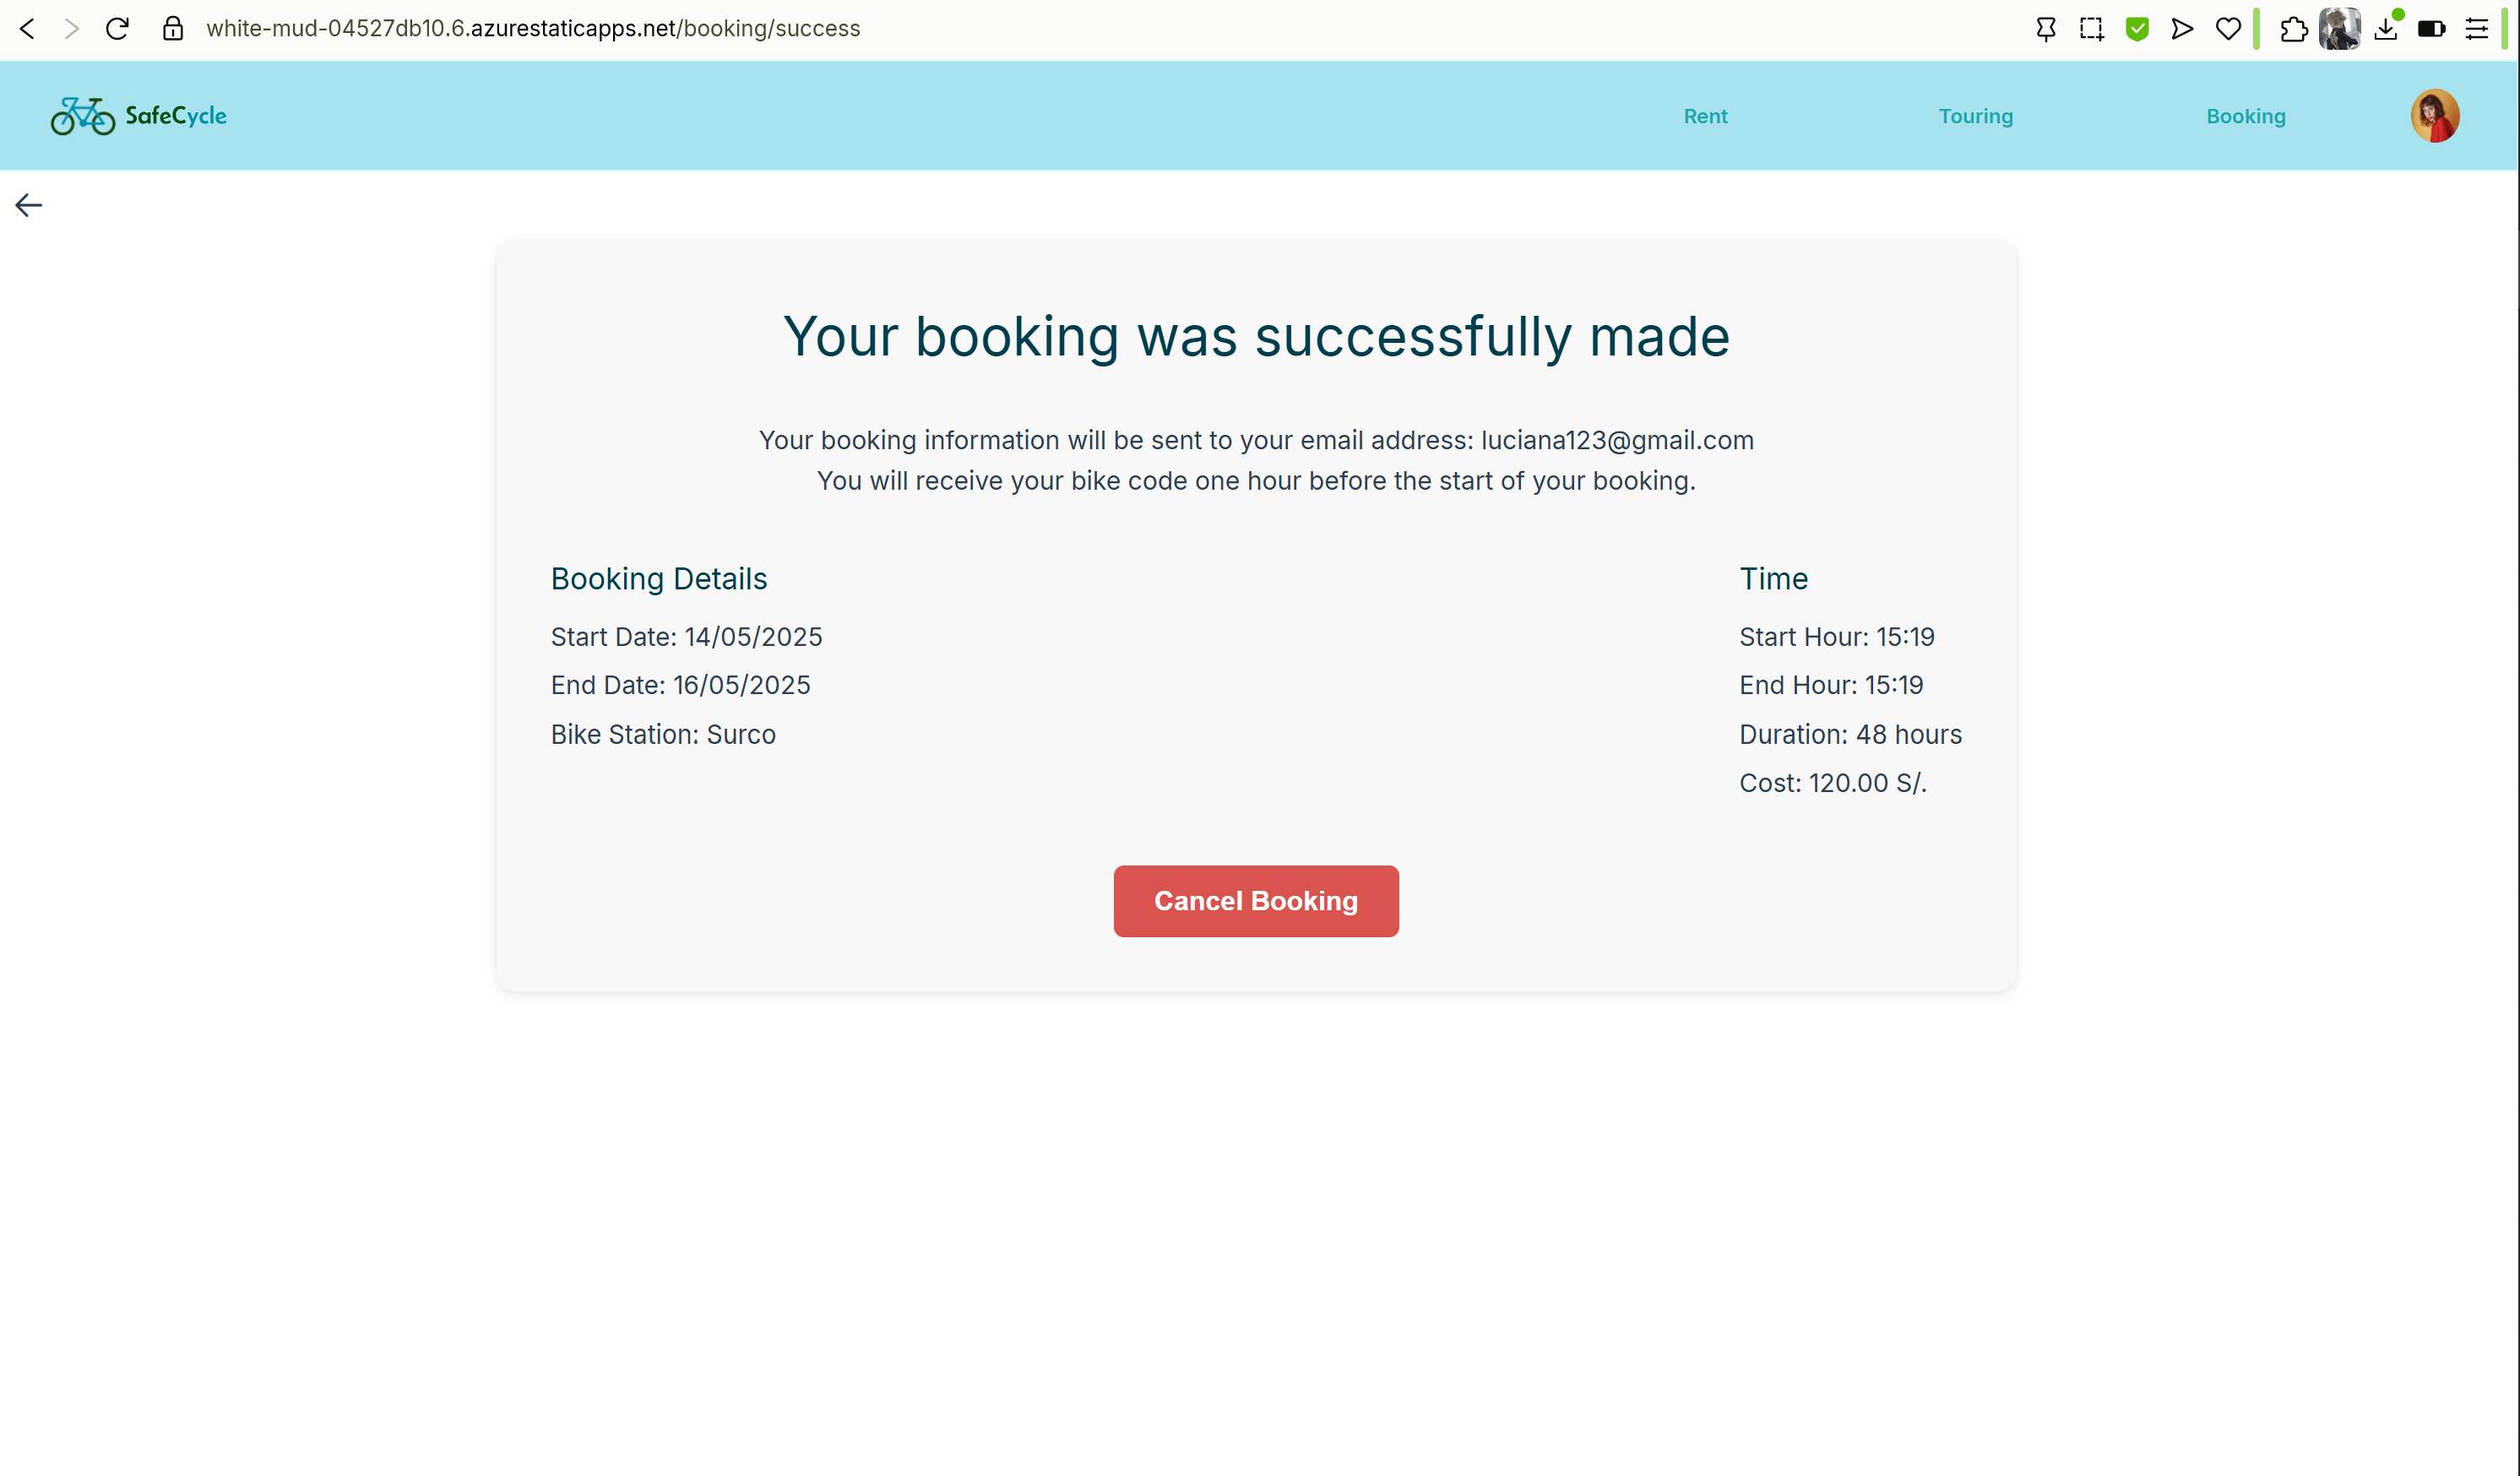 white-mud-04527db10.6.azurestaticapps.net/booking/success
SafeCycle
Rent
Touring
Booking
Your booking was successfully made
Your booking information will be sent to your email address: luciana123@gmail.com
You will receive your bike code one hour before the start of your booking.
Booking Details
Start Date: 14/05/2025
End Date: 16/05/2025
Bike Station: Surco
Time
Start Hour: 15:19
End Hour: 15:19
Duration: 48 hours
Cost: 120.00 S/.
Cancel Booking